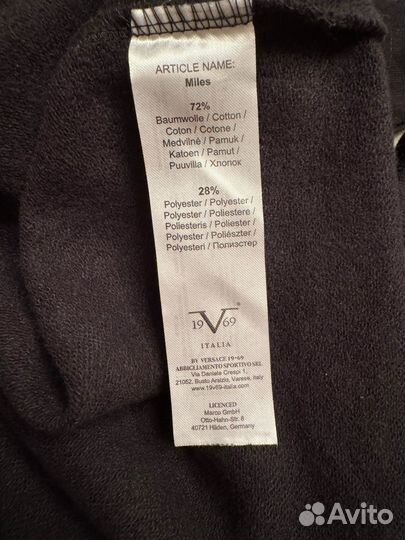 ARTICLE NAME:
Miles
72%
Baumwolle / Cotton /
Coton / Cotone /
Medvilnė / Pamuk /
Katoen / Pamut /
Puuvilla / Хлопок
28%
Polyester / Polyester /
Polyester / Poliestere /
Poliesteris / Polyester /
Polyester / Poliészter /
Polyesteri / Полиэстер
19 V 69
ITALIA
BY VERSACE 19•69
ABBIGLIAMENTO SPORTIVO SRL
Via Daniele Crespi 1,
21052, Busto Arsizio, Varese, Italy
www.19v69-italia.com
LICENCED
Marco GmbH
Otto-Hahn-Str. 8
40721 Hilden, Germany
Avito